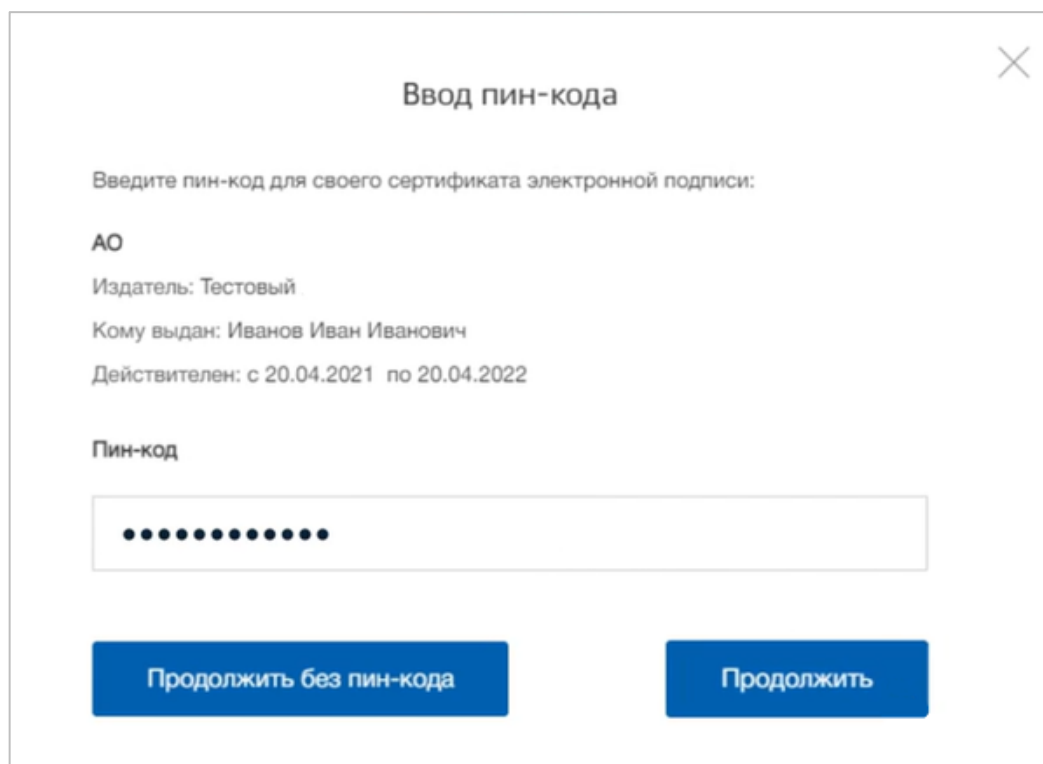 Ввод пин-кода
Введите пин-код для своего сертификата электронной подписи:
АО
Издатель: Тестовый
Кому выдан: Иванов Иван Иванович
Действителен: с 20.04.2021 по 20.04.2022
Пин-код
••••••••••••
Продолжить без пин-кода
Продолжить